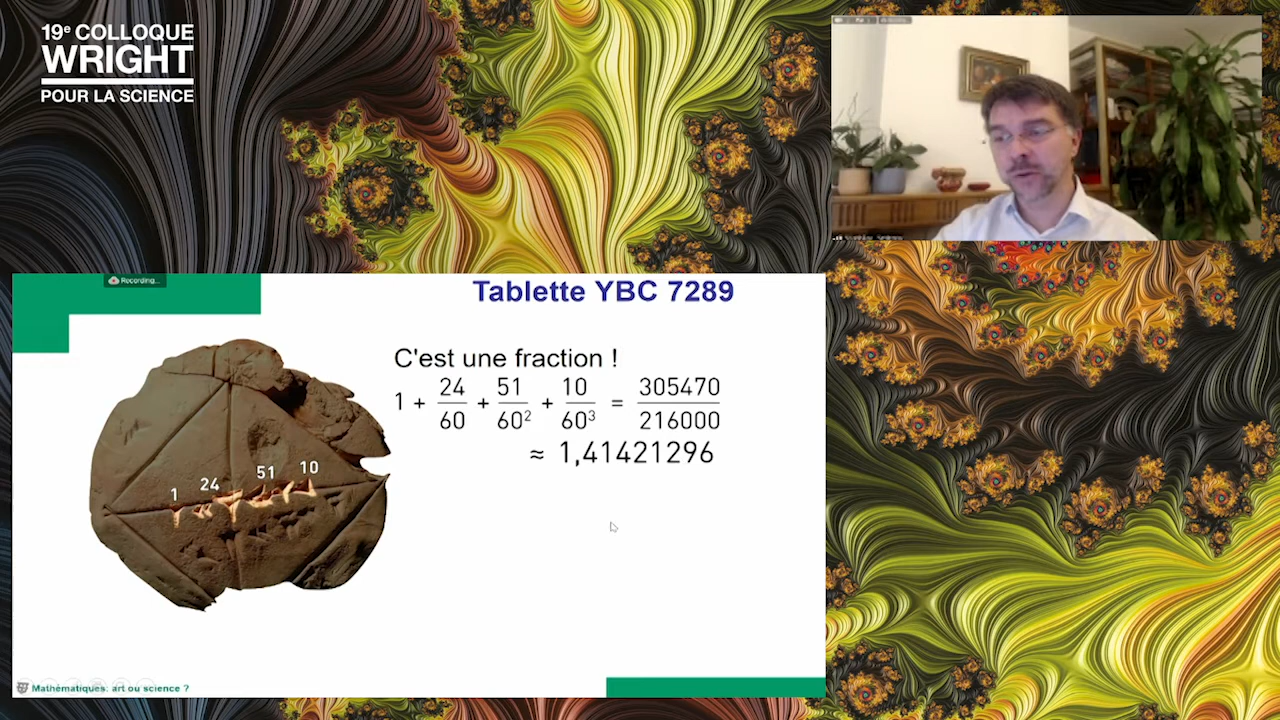 19e COLLOQUE
WRIGHT
POUR LA SCIENCE
Recording...
Tablette YBC 7289
C'est une fraction !
1 + 24/60 + 51/60² + 10/60³ = 305470/216000
≈ 1,41421296
1 24 51 10
Mathématiques: art ou science ?